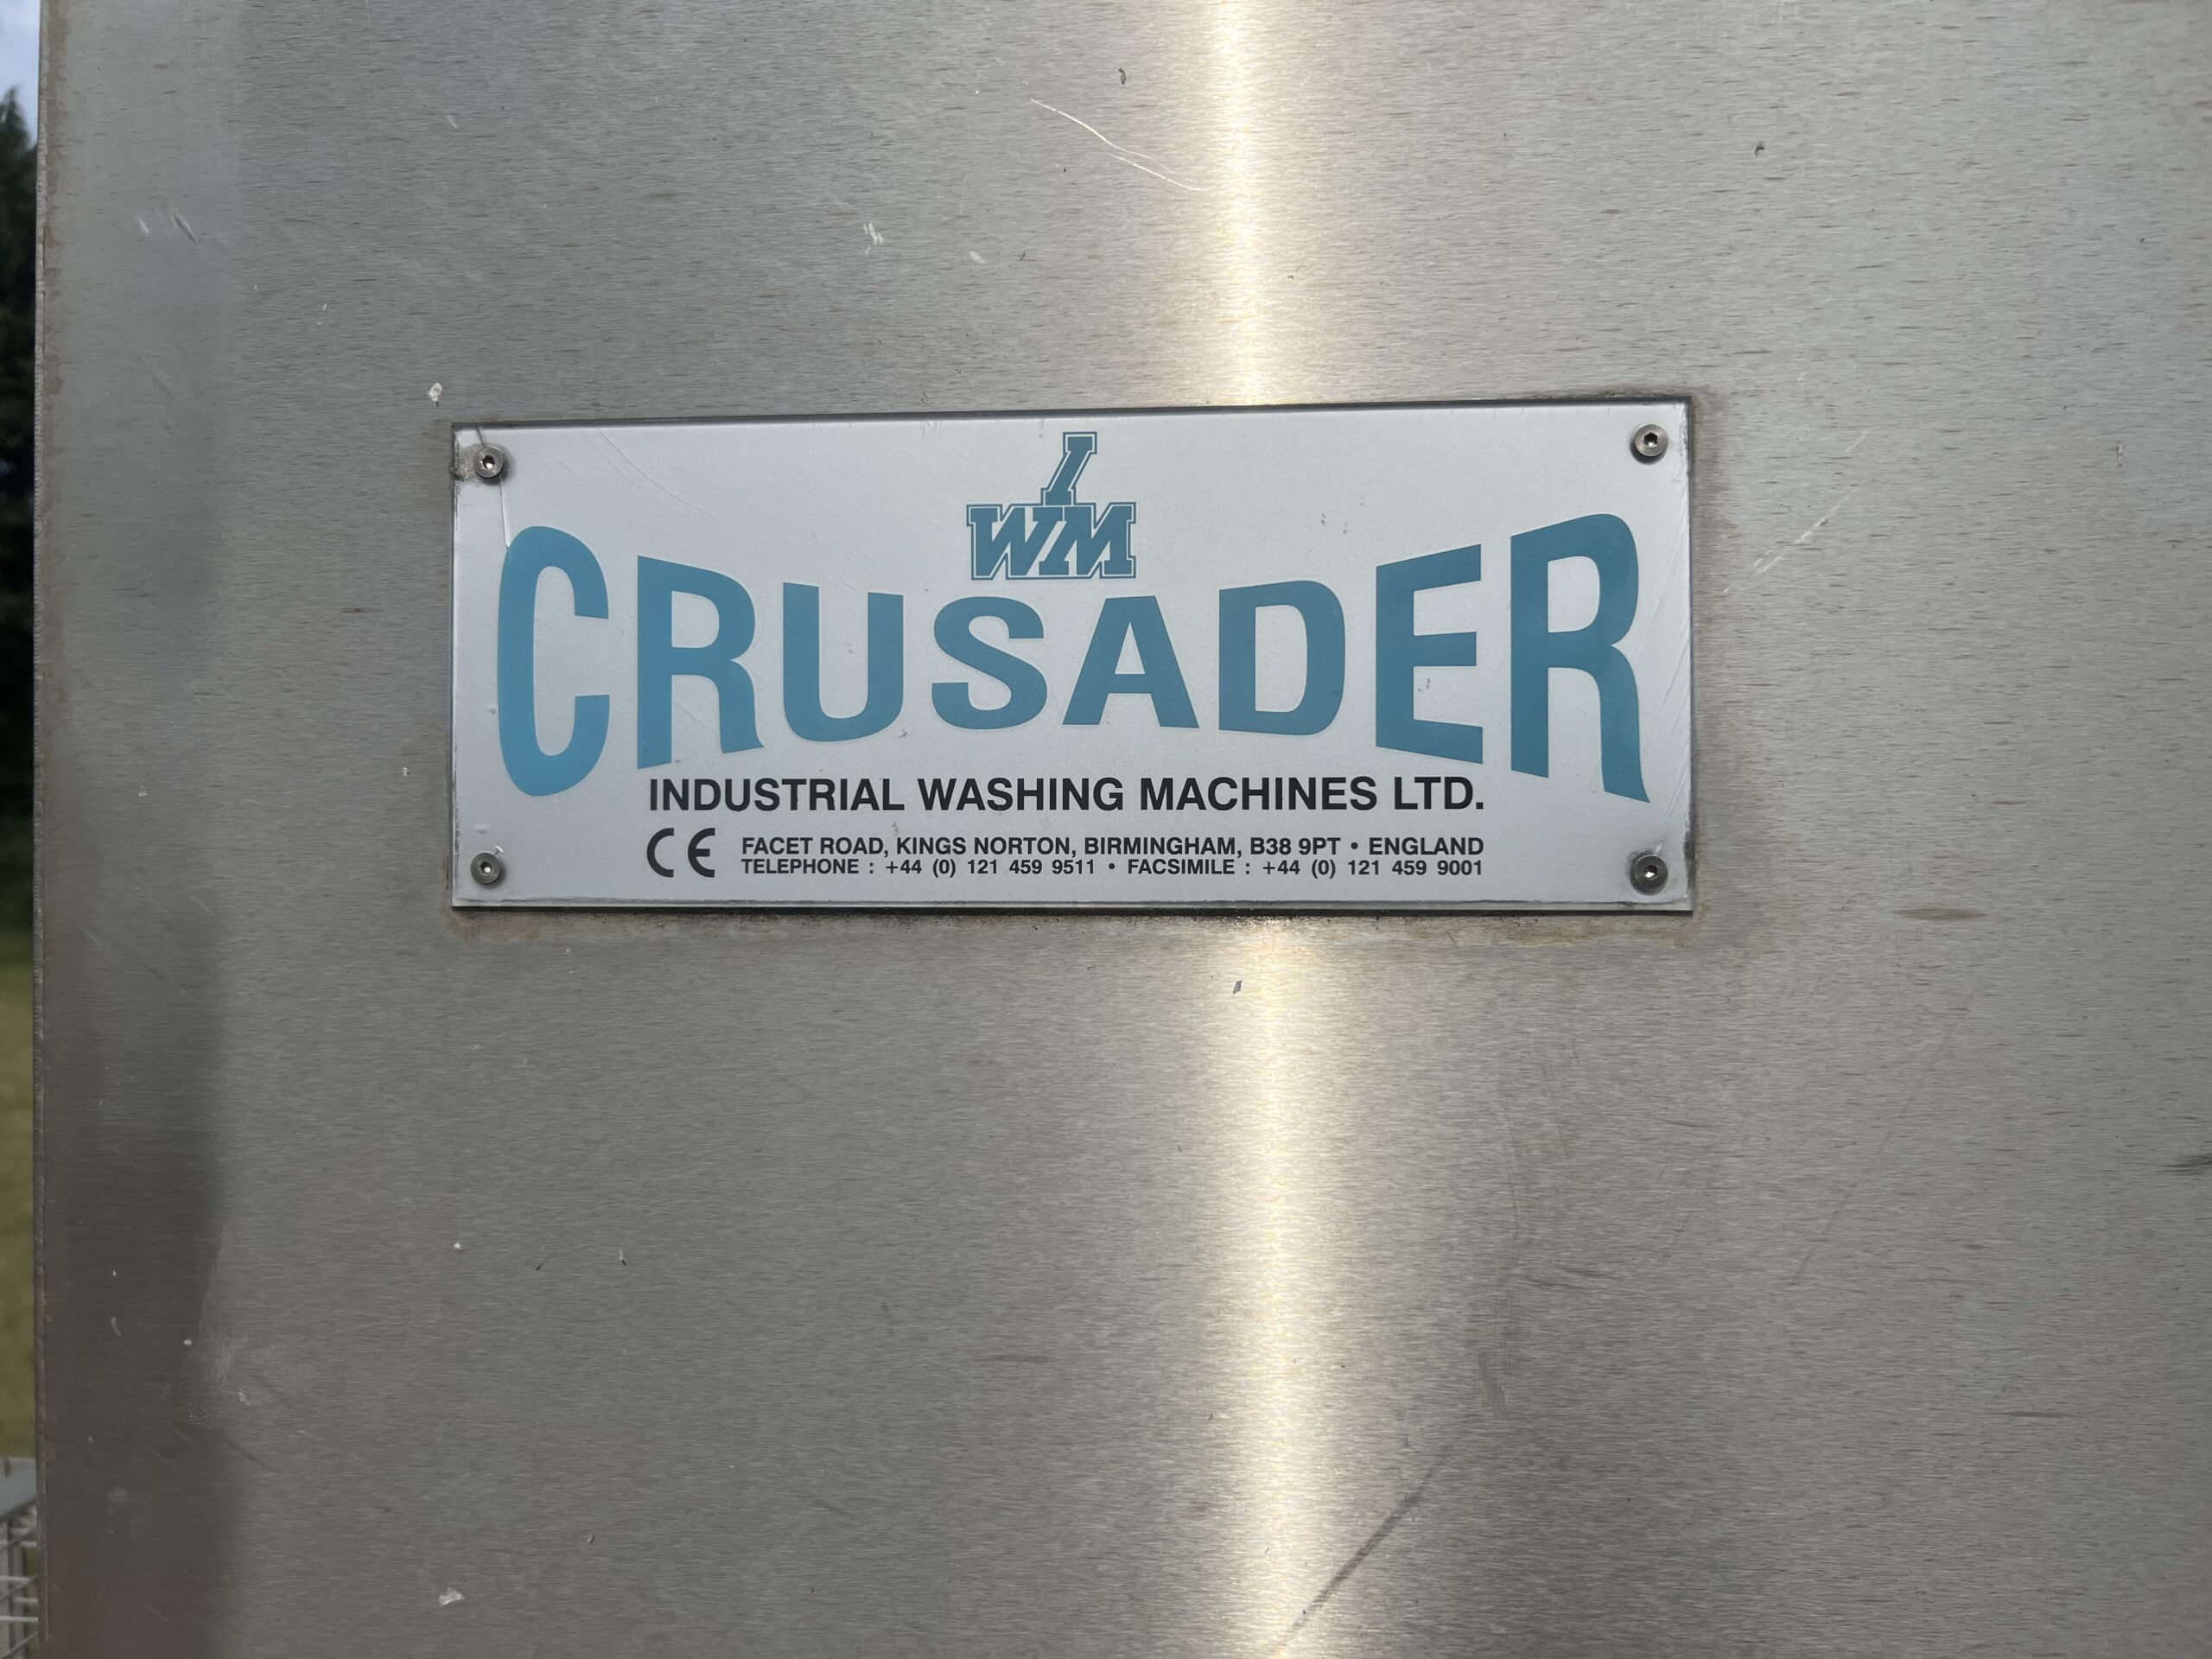 I
WM
CRUSADER
INDUSTRIAL WASHING MACHINES LTD.
CE FACET ROAD, KINGS NORTON, BIRMINGHAM, B38 9PT • ENGLAND
TELEPHONE : +44 (0) 121 459 9511 • FACSIMILE : +44 (0) 121 459 9001